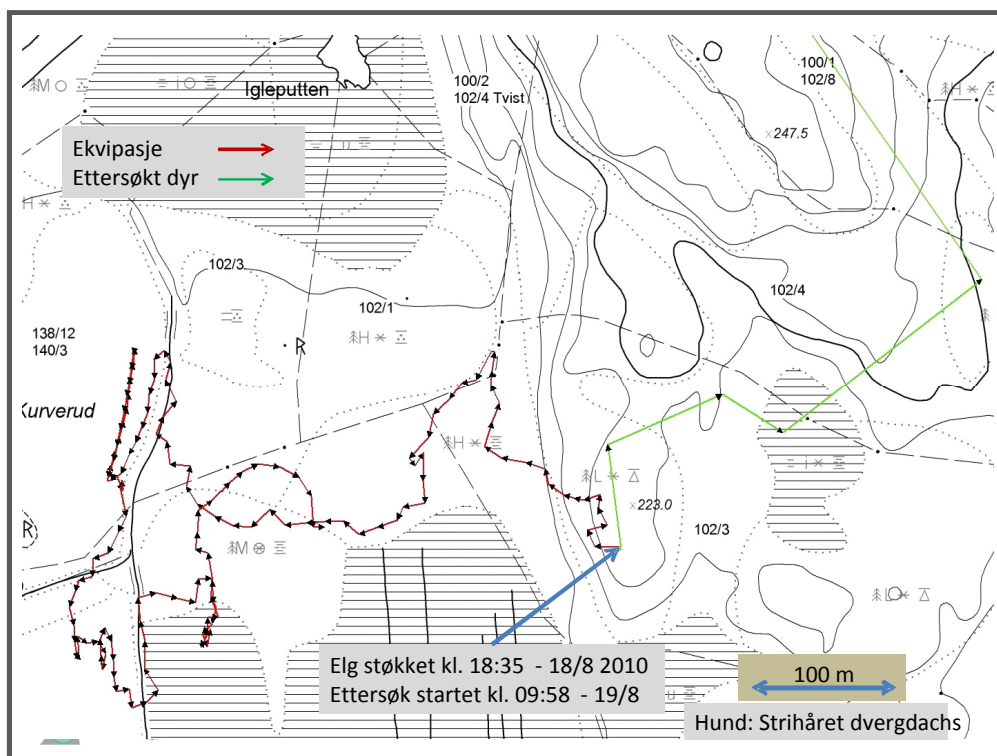 Igleputten
100/2
102/4 Tvist
100/1
102/8
247.5
Ekvipasje
Ettersøkt dyr
102/3
102/1
102/4
138/12
140/3
R
Kurverud
223.0
102/3
R
Elg støkket kl. 18:35 - 18/8 2010
Ettersøk startet kl. 09:58 - 19/8
100 m
Hund: Strihåret dvergdachs